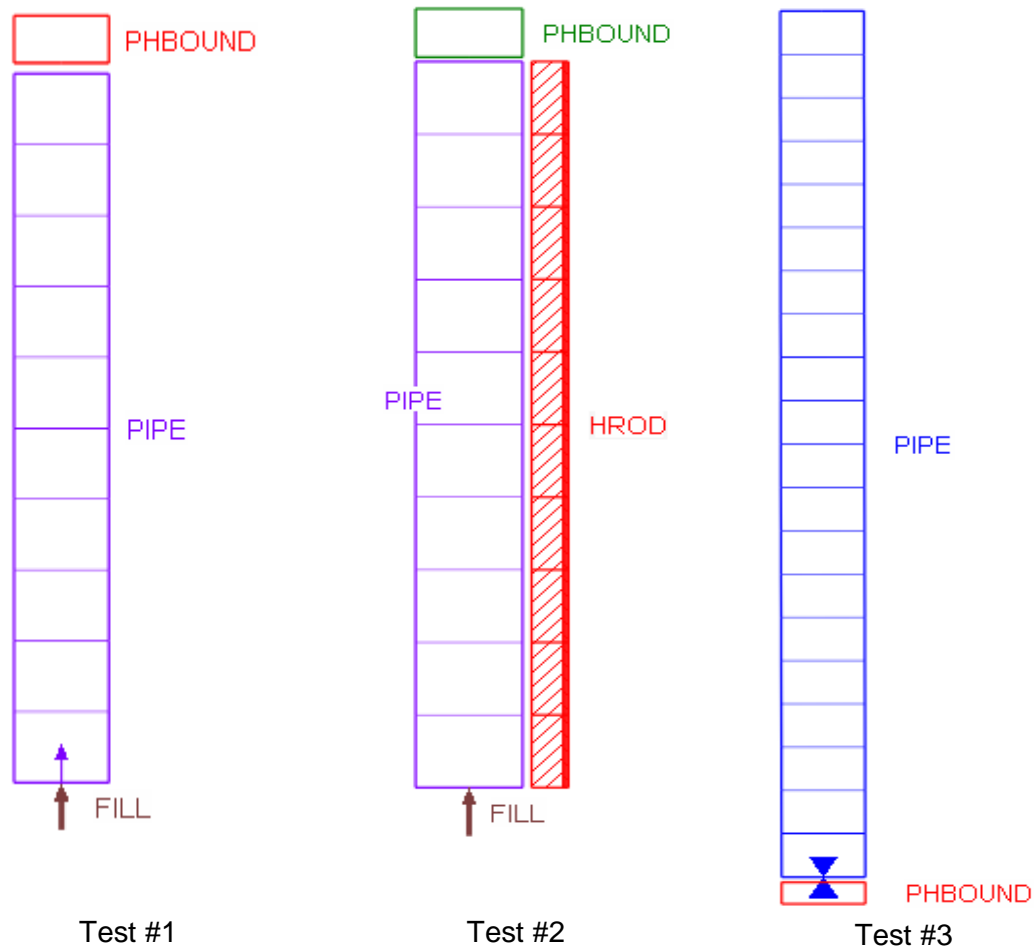 PHBOUND
PIPE
FILL
Test #1
PHBOUND
PIPE
HROD
FILL
Test #2
PIPE
PHBOUND
Test #3